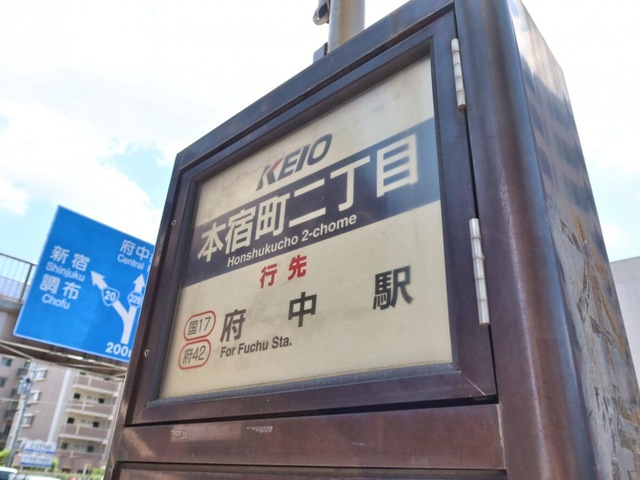 KEIO
本宿町二丁目
Honshukucho 2-chome
行先
国17
府42
府中駅
For Fuchu Sta.
新宿
Shinjuku
調布
Chofu
府中
Central
20
200